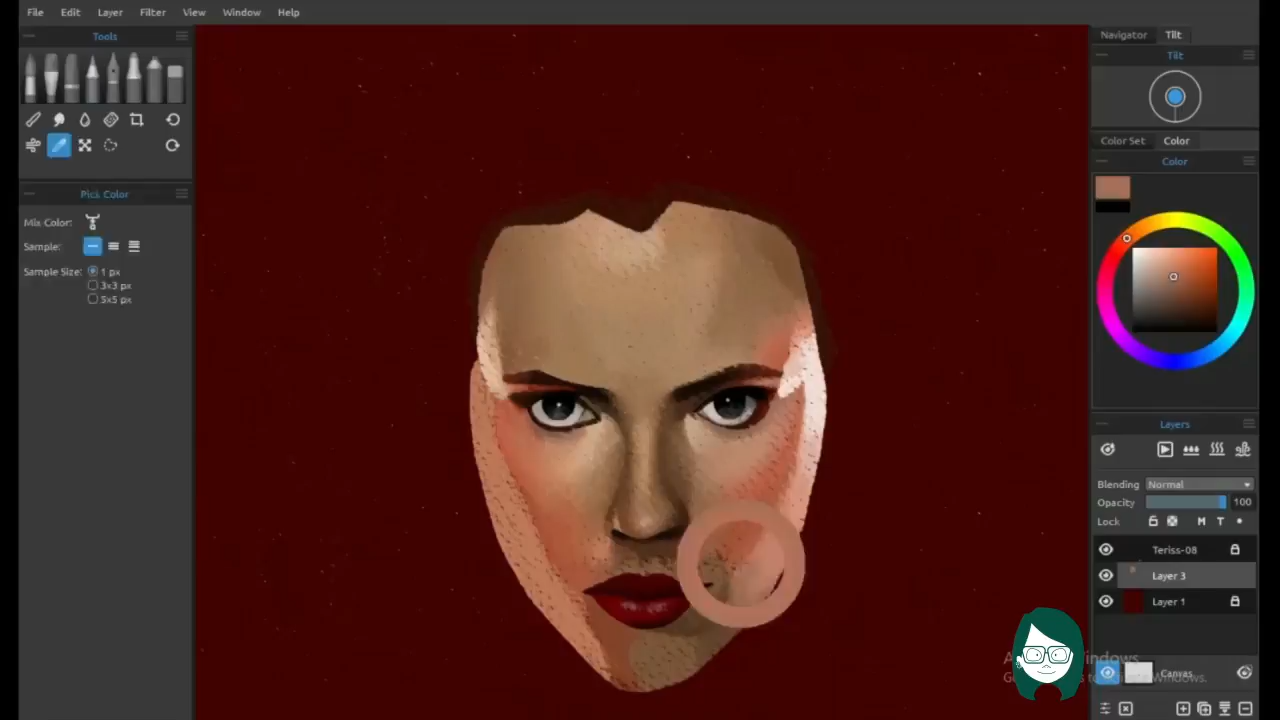 File Edit Layer Filter View Window Help
Tools
Pick Color
Mix Color:
Sample:
Sample Size: 1 px
3x3 px
5x5 px
Navigator Tilt
Tilt
Color Set Color
Color
Layers
Blending Normal
Opacity 100
Lock M T
Teriss-08
Layer 3
Layer 1
Windows
Canvas
Windows.